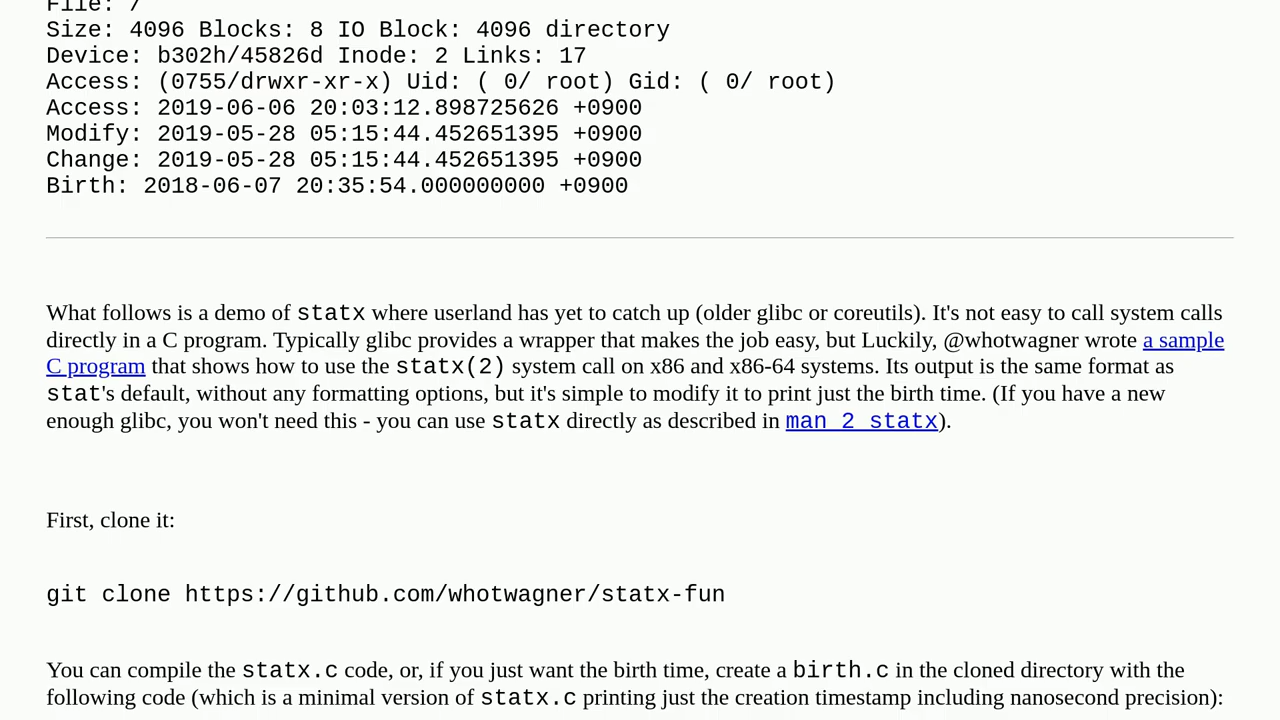 File: /
Size: 4096 Blocks: 8 IO Block: 4096 directory
Device: b302h/45826d Inode: 2 Links: 17
Access: (0755/drwxr-xr-x) Uid: ( 0/ root) Gid: ( 0/ root)
Access: 2019-06-06 20:03:12.898725626 +0900
Modify: 2019-05-28 05:15:44.452651395 +0900
Change: 2019-05-28 05:15:44.452651395 +0900
Birth: 2018-06-07 20:35:54.000000000 +0900
What follows is a demo of statx where userland has yet to catch up (older glibc or coreutils). It's not easy to call system calls
directly in a C program. Typically glibc provides a wrapper that makes the job easy, but Luckily, @whotwagner wrote a sample
C program that shows how to use the statx(2) system call on x86 and x86-64 systems. Its output is the same format as
stat's default, without any formatting options, but it's simple to modify it to print just the birth time. (If you have a new
enough glibc, you won't need this - you can use statx directly as described in man 2 statx).
First, clone it:
git clone https://github.com/whotwagner/statx-fun
You can compile the statx.c code, or, if you just want the birth time, create a birth.c in the cloned directory with the
following code (which is a minimal version of statx.c printing just the creation timestamp including nanosecond precision):